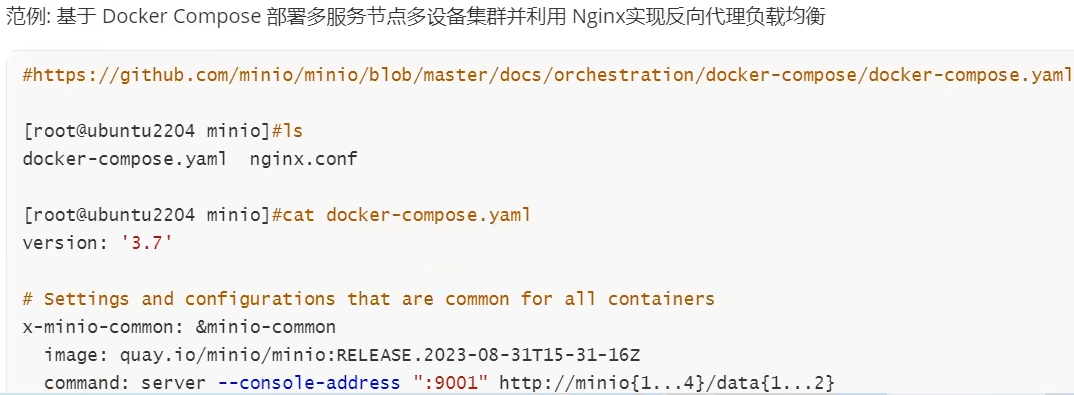 范例: 基于 Docker Compose 部署多服务节点多设备集群并利用 Nginx实现反向代理负载均衡
#https://github.com/minio/minio/blob/master/docs/orchestration/docker-compose/docker-compose.yaml
[root@ubuntu2204 minio]#ls
docker-compose.yaml  nginx.conf
[root@ubuntu2204 minio]#cat docker-compose.yaml
version: '3.7'
# Settings and configurations that are common for all containers
x-minio-common: &minio-common
  image: quay.io/minio/minio:RELEASE.2023-08-31T15-31-16Z
  command: server --console-address ":9001" http://minio{1...4}/data{1...2}